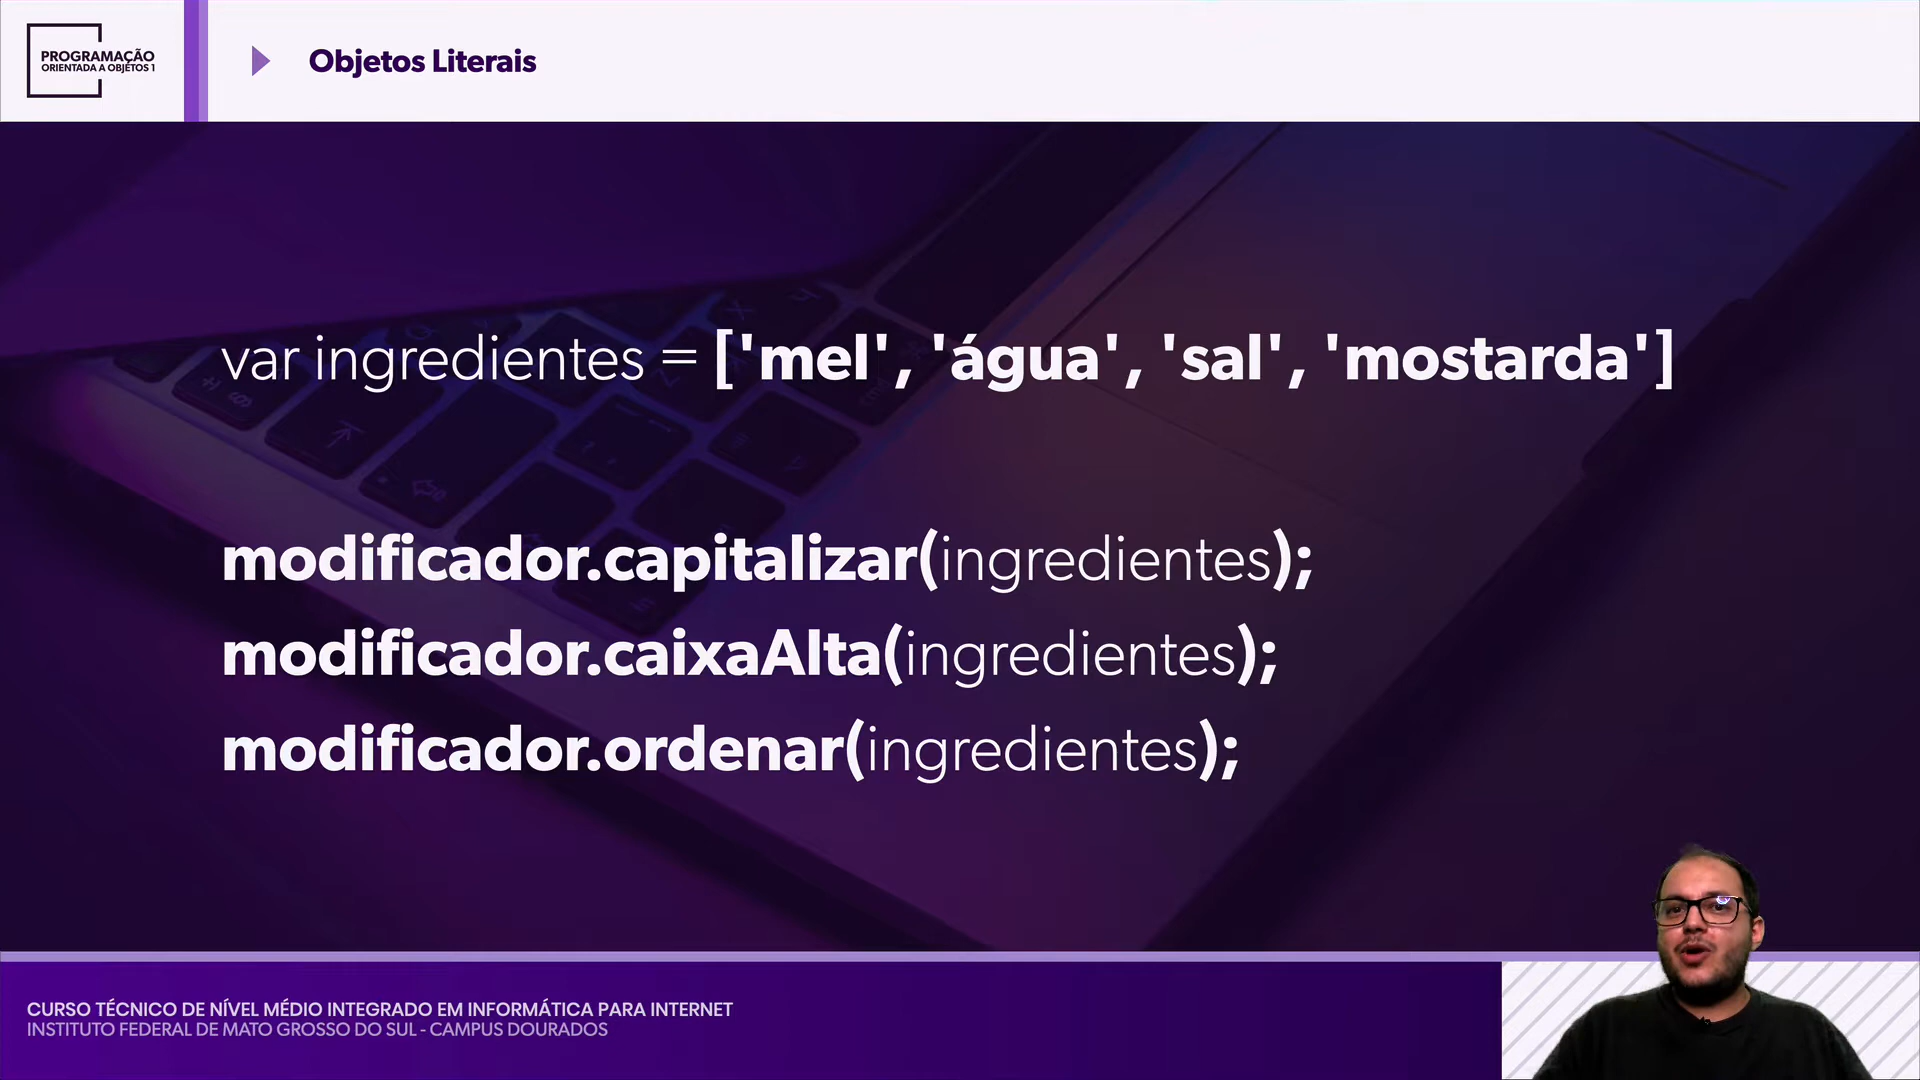 PROGRAMAÇÃO
ORIENTADA A OBJETOS 1
Objetos Literais
var ingredientes = ['mel', 'água', 'sal', 'mostarda']
modificador.capitalizar(ingredientes);
modificador.caixaAlta(ingredientes);
modificador.ordenar(ingredientes);
CURSO TÉCNICO DE NÍVEL MÉDIO INTEGRADO EM INFORMÁTICA PARA INTERNET
INSTITUTO FEDERAL DE MATO GROSSO DO SUL - CAMPUS DOURADOS